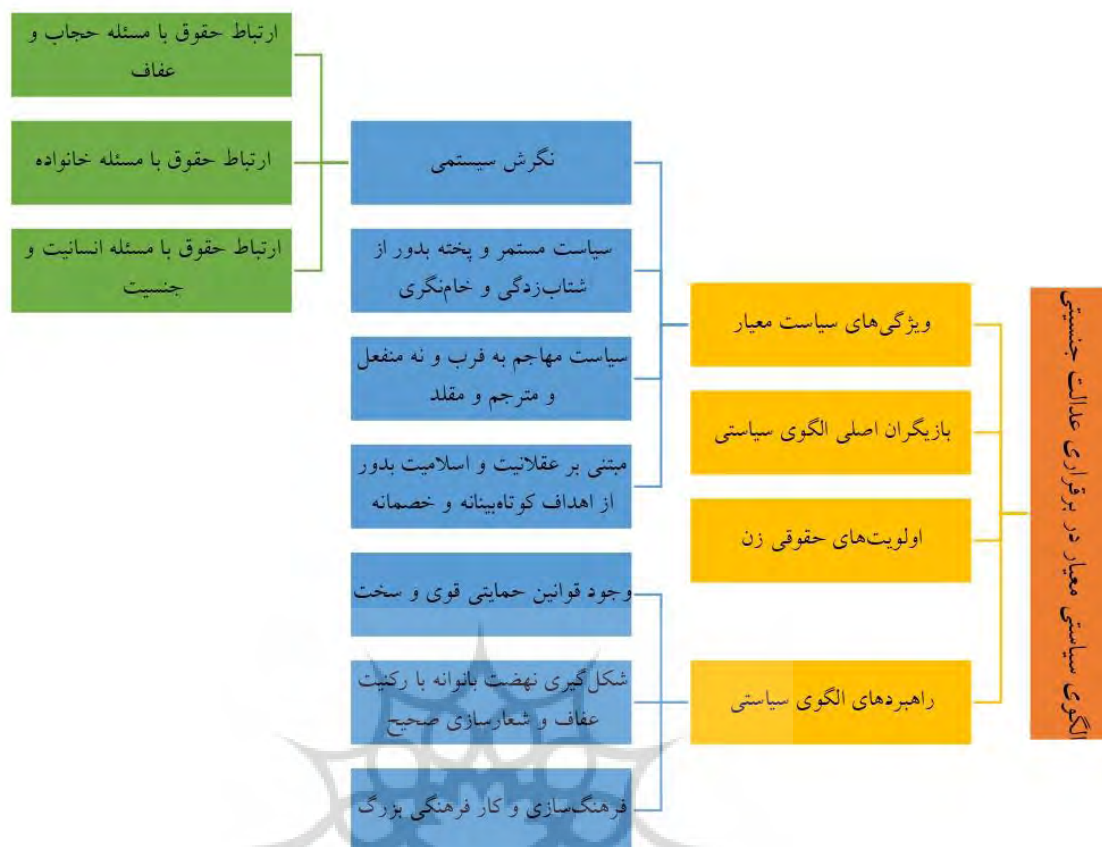 الگوی سیاستی معیار در برقراری عدالت جنسیتی
ویژگی‌های سیاست معیار
بازیگران اصلی الگوی سیاستی
اولویت‌های حقوقی زن
راهبردهای الگوی سیاستی
نگرش سیستمی
سیاست مستمر و پخته بدور از
شتاب‌زدگی و خام‌نگری
سیاست مهاجم به غرب و نه منفعل
و مترجم و مقلد
مبتنی بر عقلانیت و اسلامیت بدور
از اهداف کوتاه‌بینانه و خصمانه
وجود قوانین حمایتی قوی و سخت
شکل‌گیری نهضت بانوانه با رکنیت
عفاف و شعارسازی صحیح
فرهنگ‌سازی و کار فرهنگی بزرگ
ارتباط حقوق با مسئله حجاب و
عفاف
ارتباط حقوق با مسئله خانواده
ارتباط حقوق با مسئله انسانیت و
جنسیت